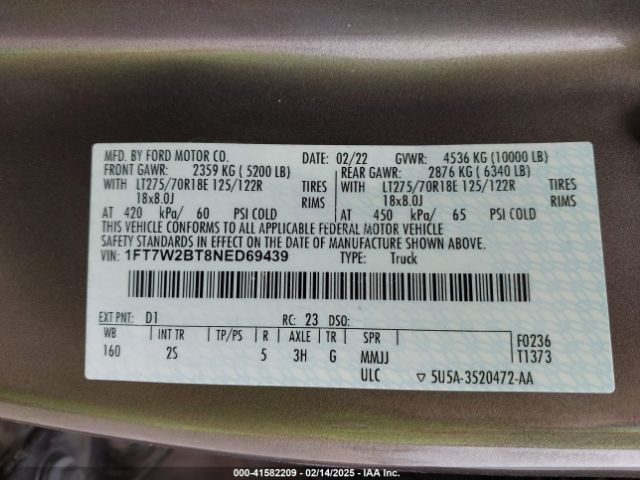 MFD. BY FORD MOTOR CO. DATE: 02/22 GVWR: 4536 KG (10000 LB)
FRONT GAWR: 2359 KG ( 5200 LB) REAR GAWR: 2876 KG ( 6340 LB)
WITH LT275/70R18E 125/122R TIRES WITH LT275/70R18E 125/122R TIRES
18x8.0J RIMS 18x8.0J RIMS
AT 420 kPa/ 60 PSI COLD AT 450 kPa/ 65 PSI COLD
THIS VEHICLE CONFORMS TO ALL APPLICABLE FEDERAL MOTOR VEHICLE
SAFETY STANDARDS IN EFFECT ON THE DATE OF MANUFACTURE SHOWN ABOVE.
VIN: 1FT7W2BT8NED69439 TYPE: Truck
EXT PNT: D1 RC: 23 DSO:
WB INT TR TP/PS R AXLE TR SPR F0236
160 2S 5 3H G MMJJ T1373
ULC ▽ 5U5A-3520472-AA
000-41582209 - 02/14/2025 - IAA Inc.